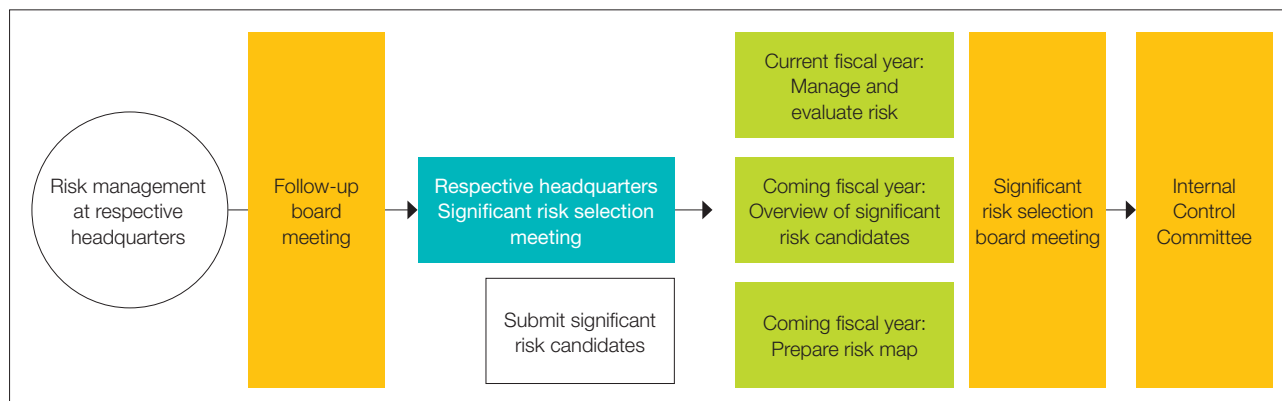 Risk management
at respective
headquarters
Follow-up
board
meeting
Respective headquarters
Significant risk selection
meeting
Submit significant
risk candidates
Current fiscal year:
Manage and
evaluate risk
Coming fiscal year:
Overview of significant
risk candidates
Coming fiscal year:
Prepare risk map
Significant
risk selection
board meeting
Internal
Control
Committee